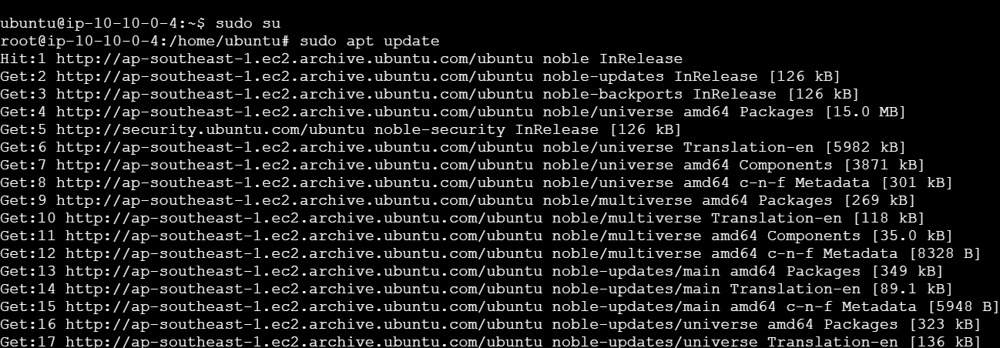 ubuntu@ip-10-10-0-4:~$ sudo su
root@ip-10-10-0-4:/home/ubuntu# sudo apt update
Hit:1 http://ap-southeast-1.ec2.archive.ubuntu.com/ubuntu noble InRelease
Get:2 http://ap-southeast-1.ec2.archive.ubuntu.com/ubuntu noble-updates InRelease [126 kB]
Get:3 http://ap-southeast-1.ec2.archive.ubuntu.com/ubuntu noble-backports InRelease [126 kB]
Get:4 http://ap-southeast-1.ec2.archive.ubuntu.com/ubuntu noble/universe amd64 Packages [15.0 MB]
Get:5 http://security.ubuntu.com/ubuntu noble-security InRelease [126 kB]
Get:6 http://ap-southeast-1.ec2.archive.ubuntu.com/ubuntu noble/universe Translation-en [5982 kB]
Get:7 http://ap-southeast-1.ec2.archive.ubuntu.com/ubuntu noble/universe amd64 Components [3871 kB]
Get:8 http://ap-southeast-1.ec2.archive.ubuntu.com/ubuntu noble/universe amd64 c-n-f Metadata [301 kB]
Get:9 http://ap-southeast-1.ec2.archive.ubuntu.com/ubuntu noble/multiverse amd64 Packages [269 kB]
Get:10 http://ap-southeast-1.ec2.archive.ubuntu.com/ubuntu noble/multiverse Translation-en [118 kB]
Get:11 http://ap-southeast-1.ec2.archive.ubuntu.com/ubuntu noble/multiverse amd64 Components [35.0 kB]
Get:12 http://ap-southeast-1.ec2.archive.ubuntu.com/ubuntu noble/multiverse amd64 c-n-f Metadata [8328 B]
Get:13 http://ap-southeast-1.ec2.archive.ubuntu.com/ubuntu noble-updates/main amd64 Packages [349 kB]
Get:14 http://ap-southeast-1.ec2.archive.ubuntu.com/ubuntu noble-updates/main Translation-en [89.1 kB]
Get:15 http://ap-southeast-1.ec2.archive.ubuntu.com/ubuntu noble-updates/main amd64 c-n-f Metadata [5948 B]
Get:16 http://ap-southeast-1.ec2.archive.ubuntu.com/ubuntu noble-updates/universe amd64 Packages [323 kB]
Get:17 http://ap-southeast-1.ec2.archive.ubuntu.com/ubuntu noble-updates/universe Translation-en [136 kB]